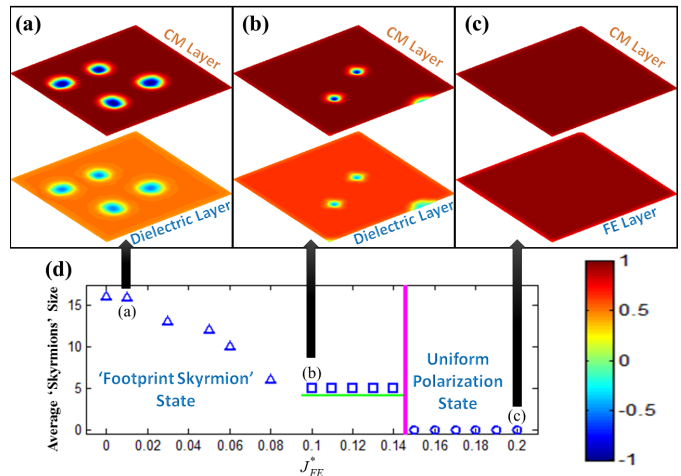 (a)
CM Layer
Dielectric Layer
(b)
CM Layer
Dielectric Layer
(c)
CM Layer
FE Layer
(d)
Average 'Skyrmions' Size
15
10
5
0
(a)
'Footprint Skyrmion'
State
(b)
Uniform
Polarization
State
(c)
0 0.02 0.04 0.06 0.08 0.1 0.12 0.14 0.16 0.18 0.2
J*FE
1
0.5
0
-0.5
-1